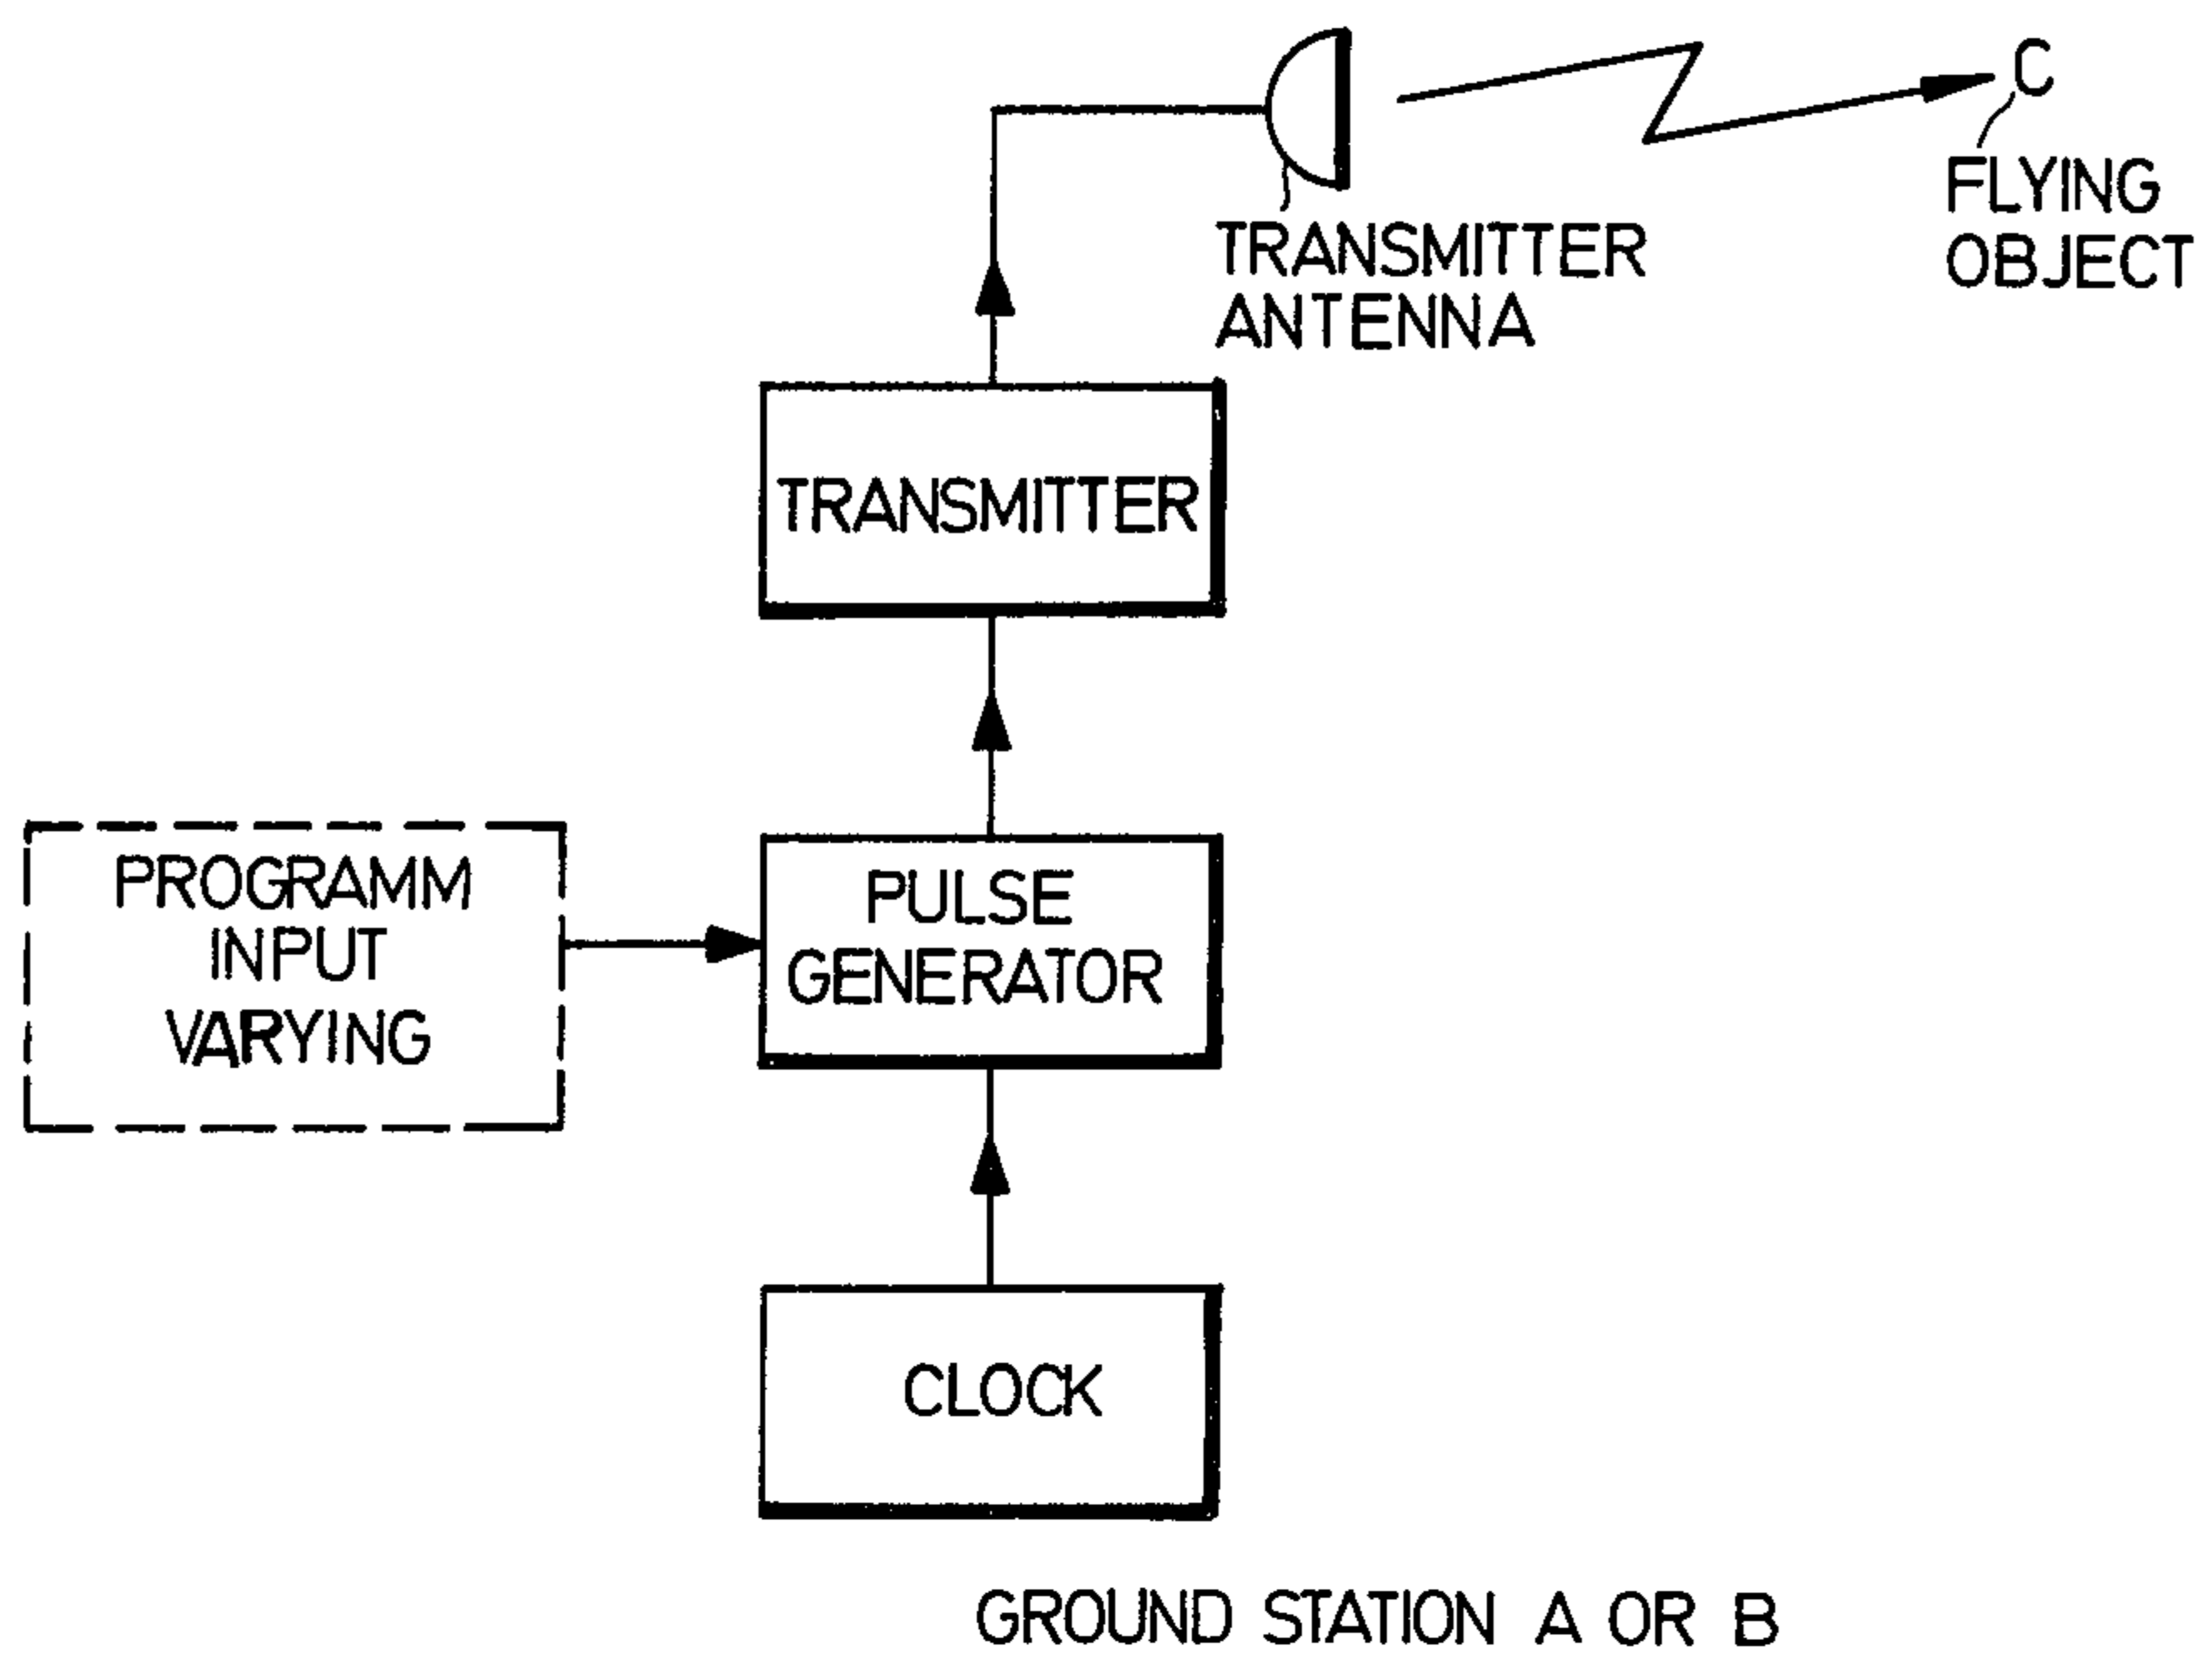 C
FLYING
OBJECT
TRANSMITTER
ANTENNA
TRANSMITTER
PROGRAMM
INPUT
VARYING
PULSE
GENERATOR
CLOCK
GROUND STATION A OR B